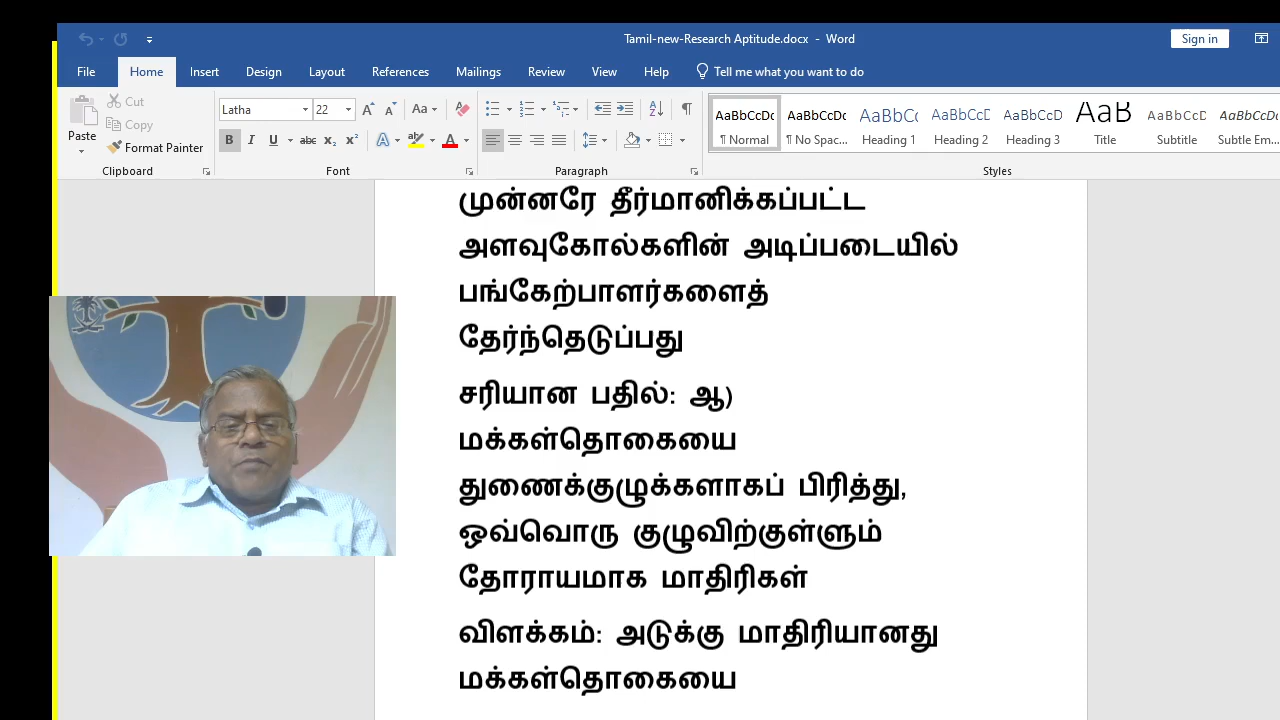 Tamil-new-Research Aptitude.docx - Word
Sign in
File Home Insert Design Layout References Mailings Review View Help Tell me what you want to do
Paste
Cut
Copy
Format Painter
Latha 22
Clipboard Font Paragraph Styles
AaBbCcDc AaBbCcDc AaBbCc AaBbCcD AaBbCcD AaB AaBbCcD AaBbCcDc
¶ Normal ¶ No Spac... Heading 1 Heading 2 Heading 3 Title Subtitle Subtle Em...
முன்னரே தீர்மானிக்கப்பட்ட
அளவுகோல்களின் அடிப்படையில்
பங்கேற்பாளர்களைத்
தேர்ந்தெடுப்பது
சரியான பதில்: ஆ)
மக்கள்தொகையை
துணைக்குழுக்களாகப் பிரித்து,
ஒவ்வொரு குழுவிற்குள்ளும்
தோராயமாக மாதிரிகள்
விளக்கம்: அடுக்கு மாதிரியானது
மக்கள்தொகையை